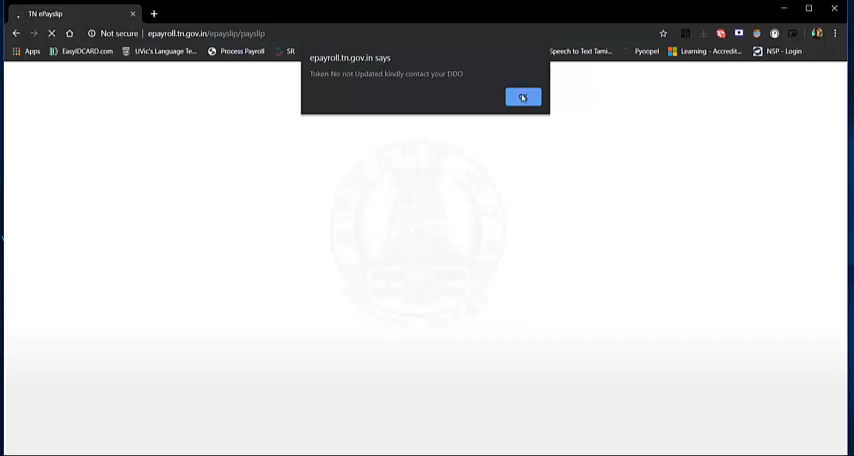 TN ePayslip
Not secure | epayroll.tn.gov.in/epayslip/payslip
Apps EasyIDCARD.com UVic's Language Te... Process Payroll SR Speech to Text Tami... Pyoopel Learning - Accredit... NSP - Login
epayroll.tn.gov.in says
Token No not Updated kindly contact your DDO